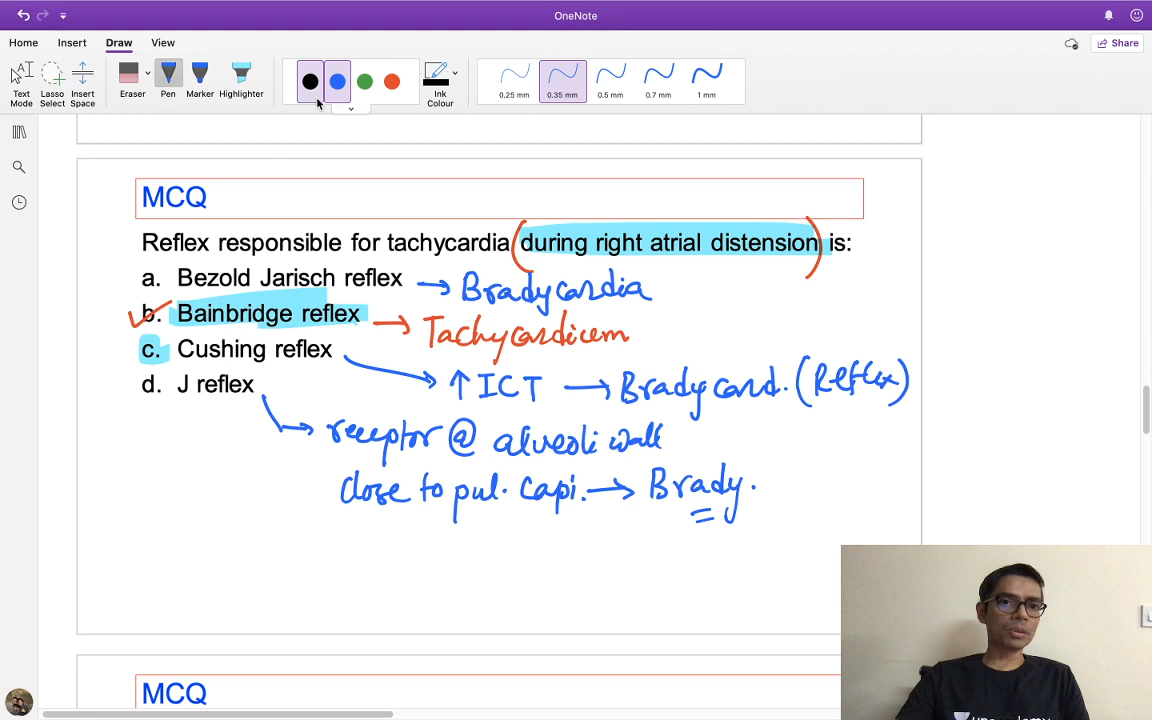 OneNote
Home Insert Draw View
Share
Text Mode
Lasso Select
Insert Space
Eraser
Pen
Marker
Highlighter
Ink Colour
0.25 mm
0.35 mm
0.5 mm
0.7 mm
1 mm
MCQ
Reflex responsible for tachycardia (during right atrial distension) is:
a. Bezold Jarisch reflex → Bradycardia
b. Bainbridge reflex → Tachycardicem
c. Cushing reflex
↑ ICT → Bradycard. (Reflex)
d. J reflex
receptor @ alveoli wall
close to pul. capi. → Brady.
MCQ